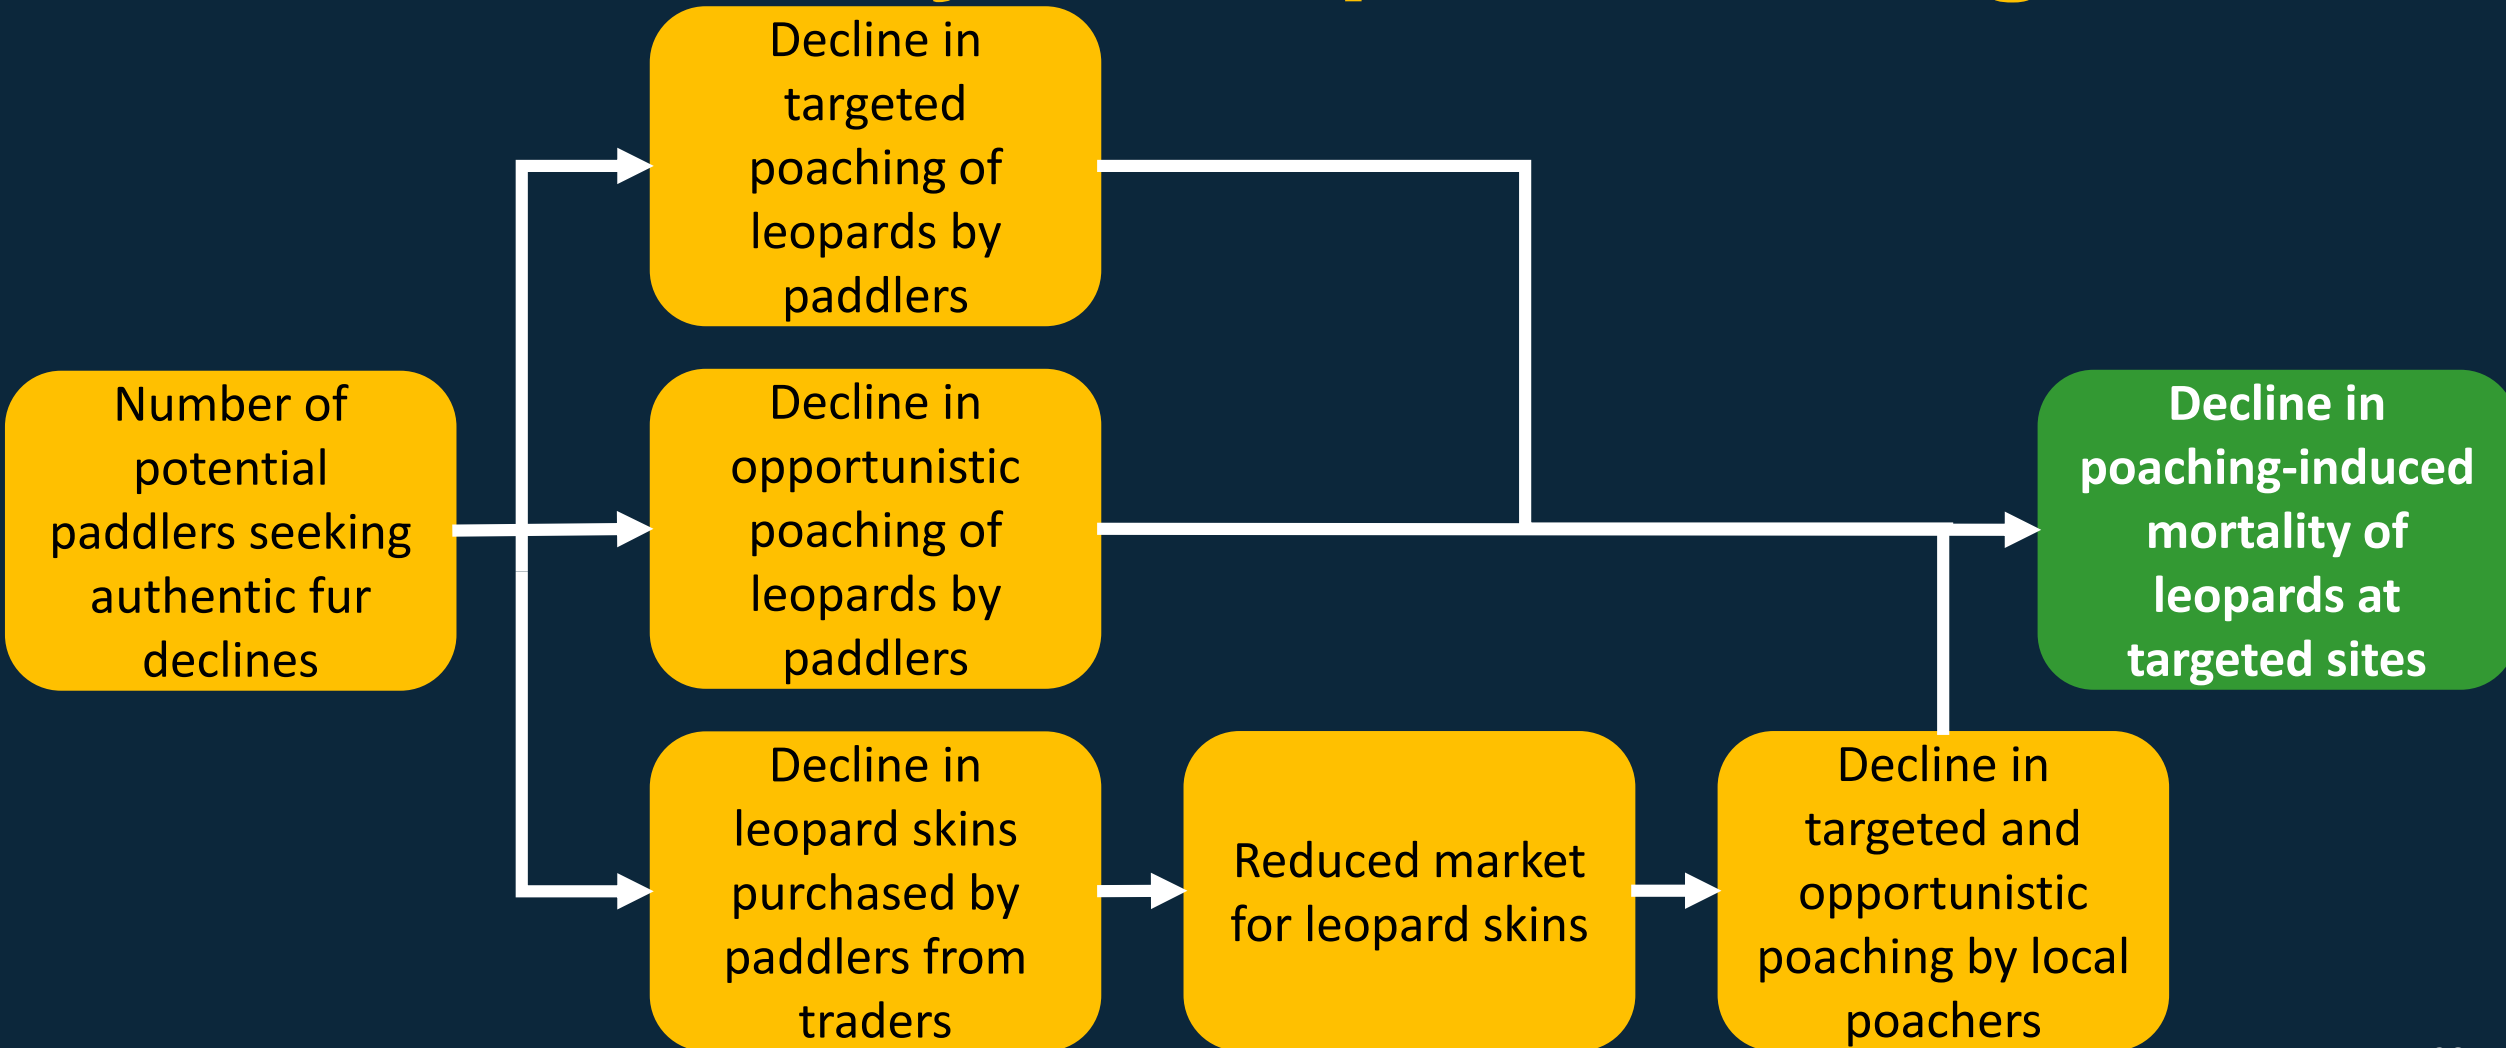 Decline in
targeted
poaching of
leopards by
paddlers
Number of
potential
paddlers seeking
authentic fur
declines
Decline in
opportunistic
poaching of
leopards by
paddlers
Decline in
poaching-induced
mortality of
leopards at
targeted sites
Decline in
leopard skins
purchased by
paddlers from
traders
Reduced market
for leopard skins
Decline in
targeted and
opportunistic
poaching by local
poachers